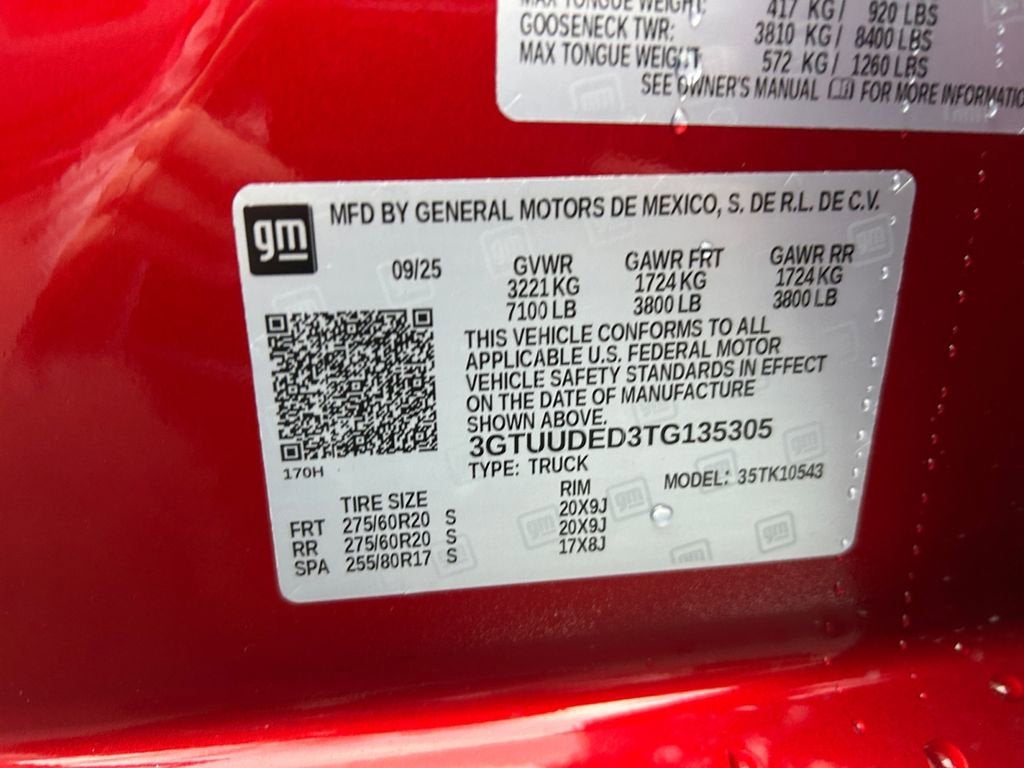 MAX TONGUE WEIGHT: 417 KG/ 920 LBS
GOOSENECK TWR: 3810 KG/ 8400 LBS
MAX TONGUE WEIGHT 572 KG/ 1260 LBS
SEE OWNER'S MANUAL FOR MORE INFORMATIO
gm MFD BY GENERAL MOTORS DE MEXICO, S. DE R.L. DE C.V.
09/25 GVWR GAWR FRT GAWR RR
3221 KG 1724 KG 1724 KG
7100 LB 3800 LB 3800 LB
THIS VEHICLE CONFORMS TO ALL
APPLICABLE U.S. FEDERAL MOTOR
VEHICLE SAFETY STANDARDS IN EFFECT
ON THE DATE OF MANUFACTURE
SHOWN ABOVE.
3GTUUDED3TG135305
170H TYPE: TRUCK MODEL: 35TK10543
TIRE SIZE RIM
FRT 275/60R20 S 20X9J
RR 275/60R20 S 20X9J
SPA 255/80R17 S 17X8J